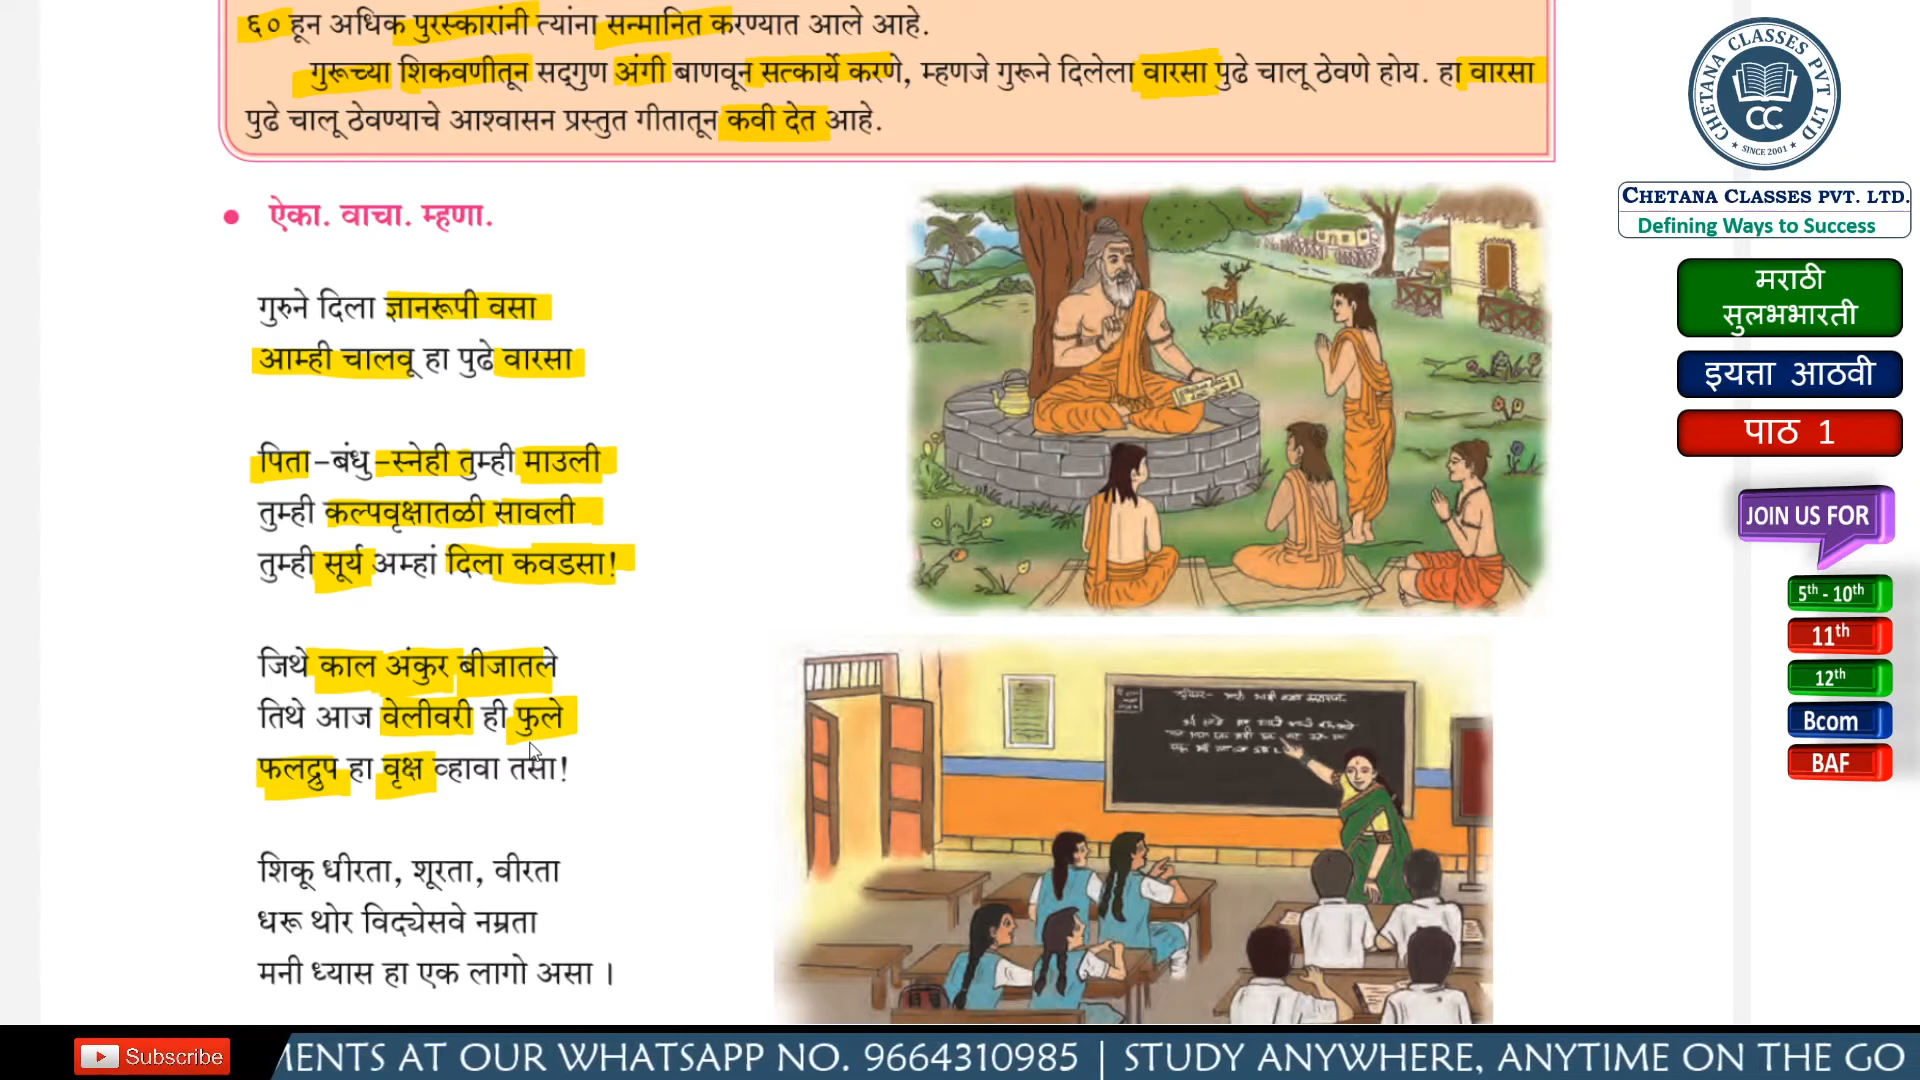 ६० हून अधिक पुरस्कारांनी त्यांना सन्मानित करण्यात आले आहे.
गुरूच्या शिकवणीतून सद्‌गुण अंगी बाणवून सत्कार्ये करणे, म्हणजे गुरूने दिलेला वारसा पुढे चालू ठेवणे होय. हा वारसा
पुढे चालू ठेवण्याचे आश्वासन प्रस्तुत गीतातून कवी देत आहे.
● ऐका. वाचा. म्हणा.
गुरुने दिला ज्ञानरूपी वसा
आम्ही चालवू हा पुढे वारसा
पिता-बंधु-स्नेही तुम्ही माउली
तुम्ही कल्पवृक्षातळी सावली
तुम्ही सूर्य अम्हां दिला कवडसा!
जिथे काल अंकुर बीजातले
तिथे आज वेलीवरी ही फुले
फलद्रुप हा वृक्ष व्हावा तसा!
शिकू धीरता, शूरता, वीरता
धरू थोर विद्येसवे नम्रता
मनी ध्यास हा एक लागो असा ।
CHETANA CLASSES PVT LTD
CC
★ SINCE 2001 ★
CHETANA CLASSES PVT. LTD.
Defining Ways to Success
मराठी
सुलभभारती
इयत्ता आठवी
पाठ 1
JOIN US FOR
5th - 10th
11th
12th
Bcom
BAF
Subscribe
MENTS AT OUR WHATSAPP NO. 9664310985 | STUDY ANYWHERE, ANYTIME ON THE GO